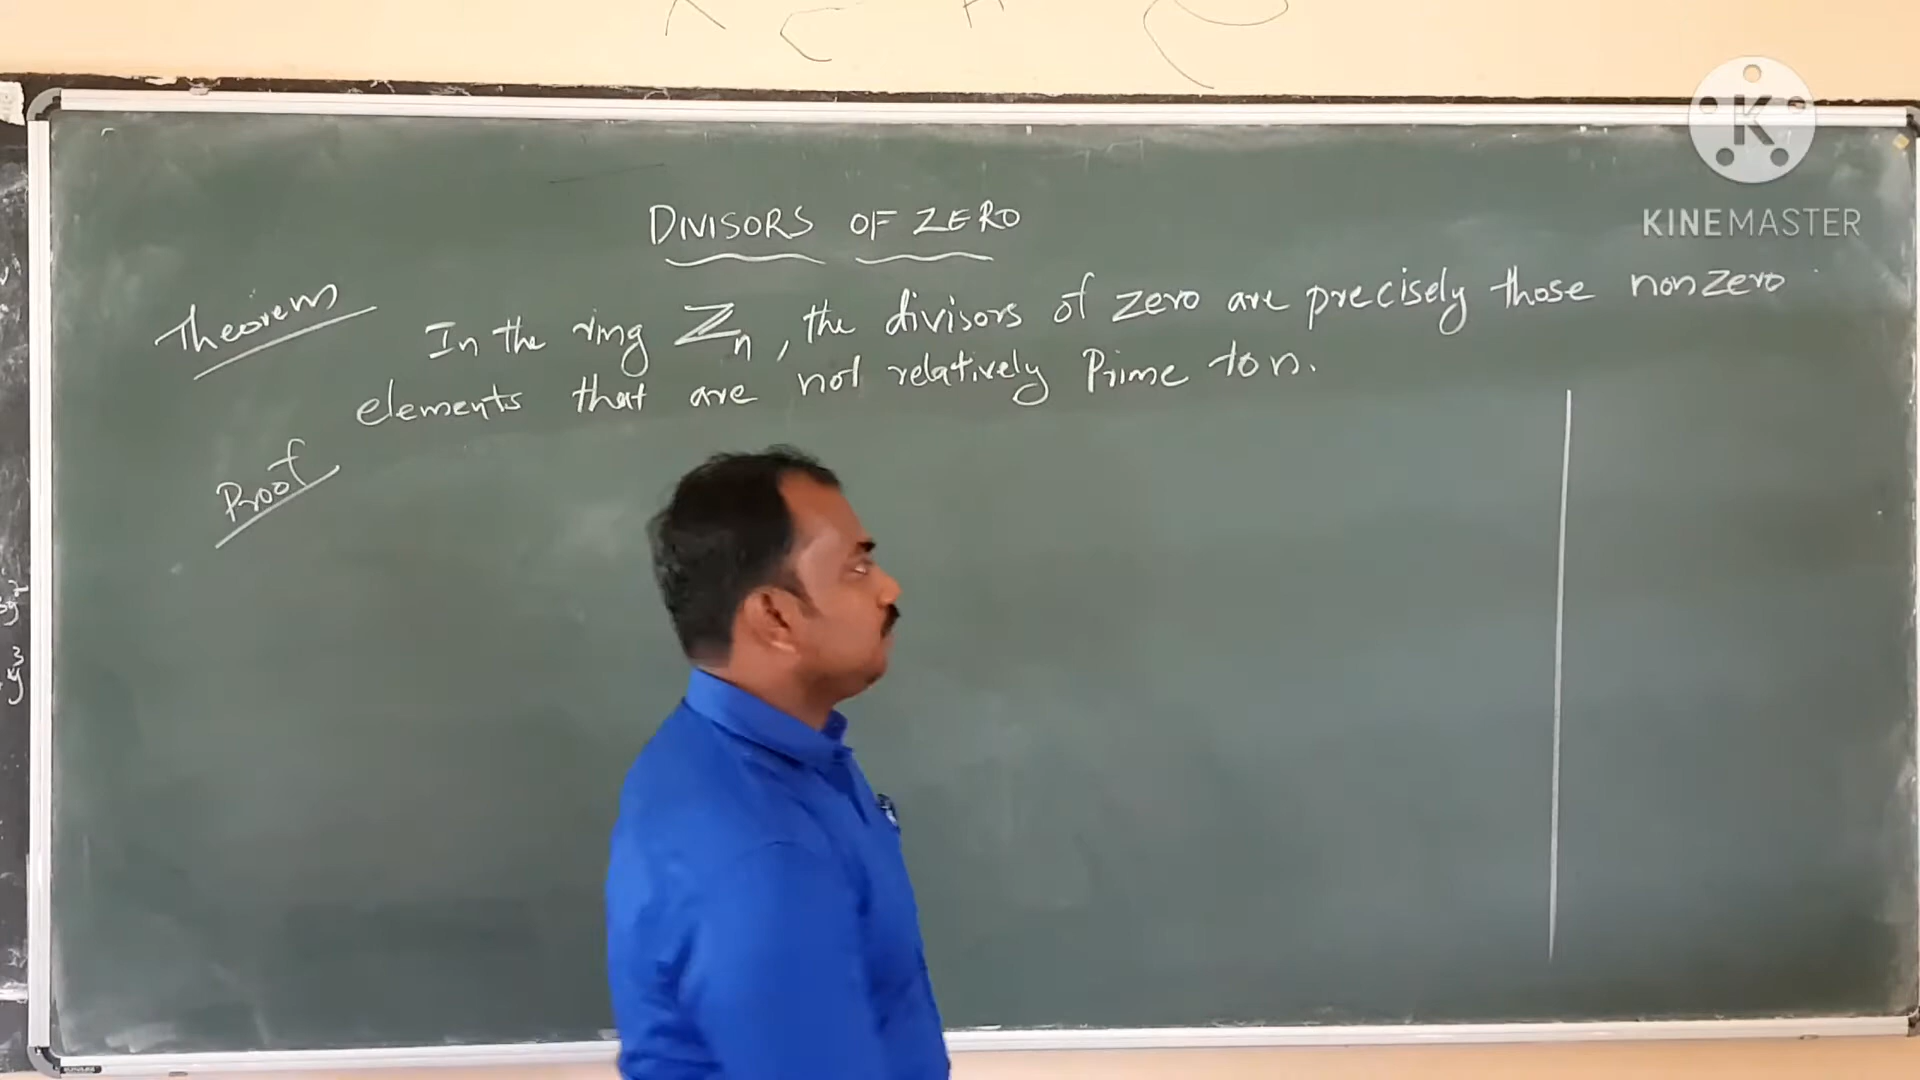 K
KINEMASTER
DIVISORS OF ZERO
Theorem In the ring ℤn, the divisors of zero are precisely those nonzero
elements that are not relatively Prime to n.
Proof